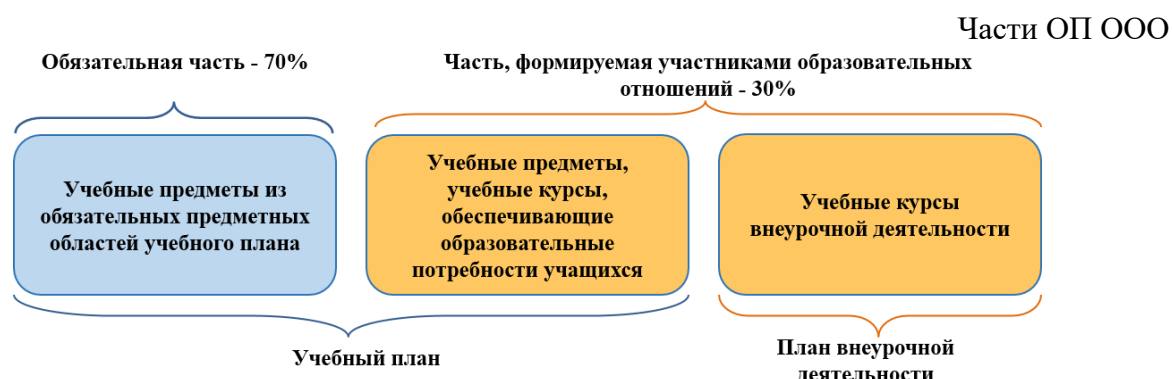 Части ОП ООО
Обязательная часть - 70%
Часть, формируемая участниками образовательных
отношений - 30%
Учебные предметы из
обязательных предметных
областей учебного плана
Учебные предметы,
учебные курсы,
обеспечивающие
образовательные
потребности учащихся
Учебные курсы
внеурочной деятельности
Учебный план
План внеурочной
деятельности